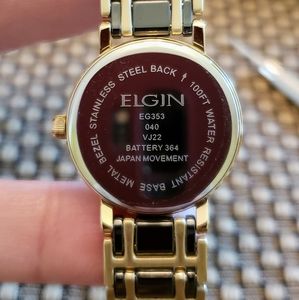 STAINLESS STEEL BACK 100FT WATER RESISTANT BASE METAL BEZEL
ELGIN
EG353
040
VJ22
BATTERY 364
JAPAN MOVEMENT